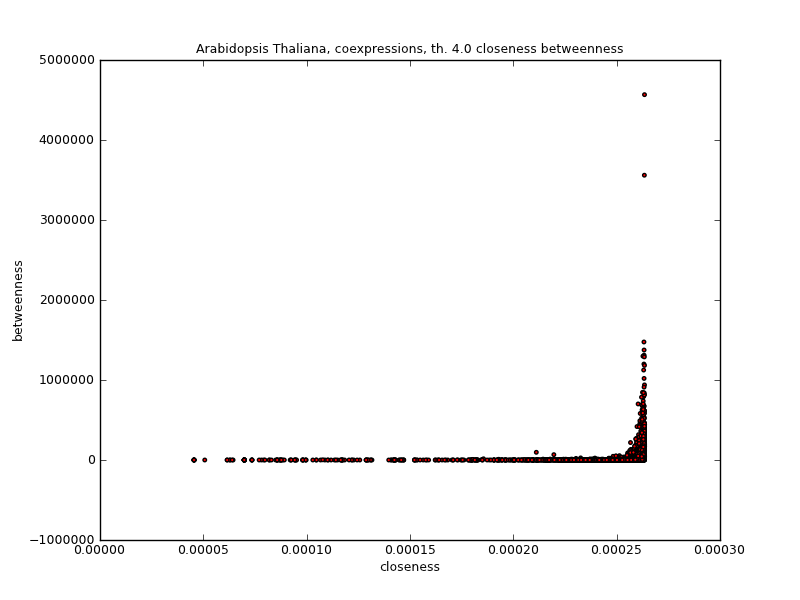 Arabidopsis Thaliana, coexpressions, th. 4.0 closeness betweenness
5000000
4000000
3000000
2000000
1000000
0
−1000000
betweenness
0.00000 0.00005 0.00010 0.00015 0.00020 0.00025 0.00030
closeness